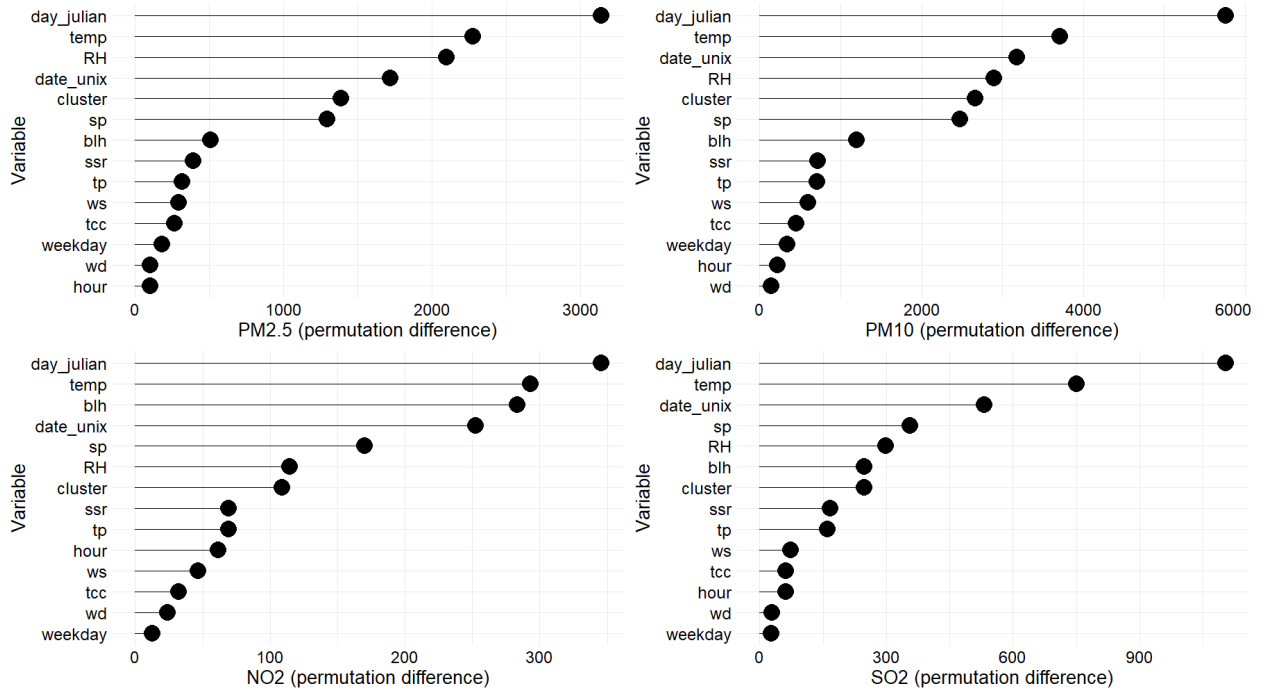 Variable
day_julian
temp
RH
date_unix
cluster
sp
blh
ssr
tp
ws
tcc
weekday
wd
hour
0 1000 2000 3000
PM2.5 (permutation difference)
Variable
day_julian
temp
date_unix
RH
cluster
sp
blh
ssr
tp
ws
tcc
weekday
hour
wd
0 2000 4000 6000
PM10 (permutation difference)
Variable
day_julian
temp
blh
date_unix
sp
RH
cluster
ssr
tp
hour
ws
tcc
wd
weekday
0 100 200 300
NO2 (permutation difference)
Variable
day_julian
temp
date_unix
sp
RH
blh
cluster
ssr
tp
ws
tcc
hour
wd
weekday
0 300 600 900
SO2 (permutation difference)